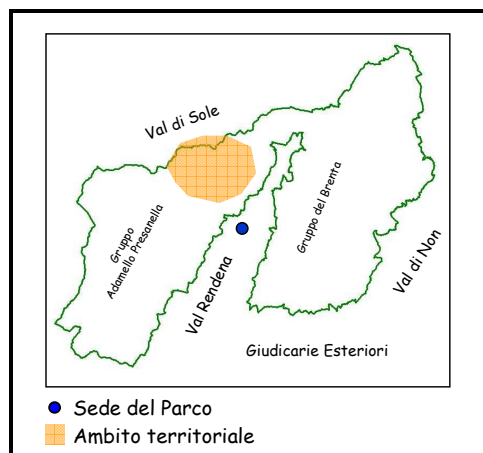 Val di Sole
Gruppo del Brenta
Gruppo
Adamello Presanella
Val di Non
Val Rendena
Giudicarie Esteriori
Sede del Parco
Ambito territoriale